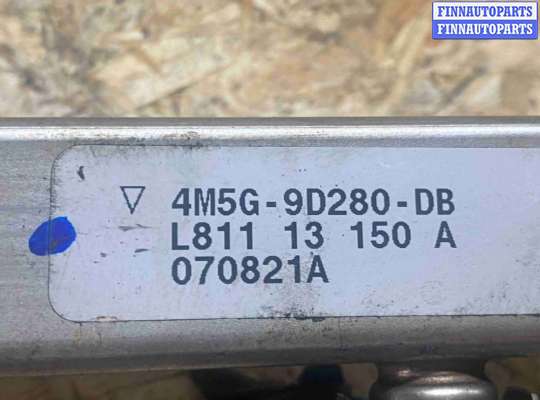 FINNAUTOPARTS
FINNAUTOPARTS
4M5G-9D280-DB
L811 13 150 A
070821A